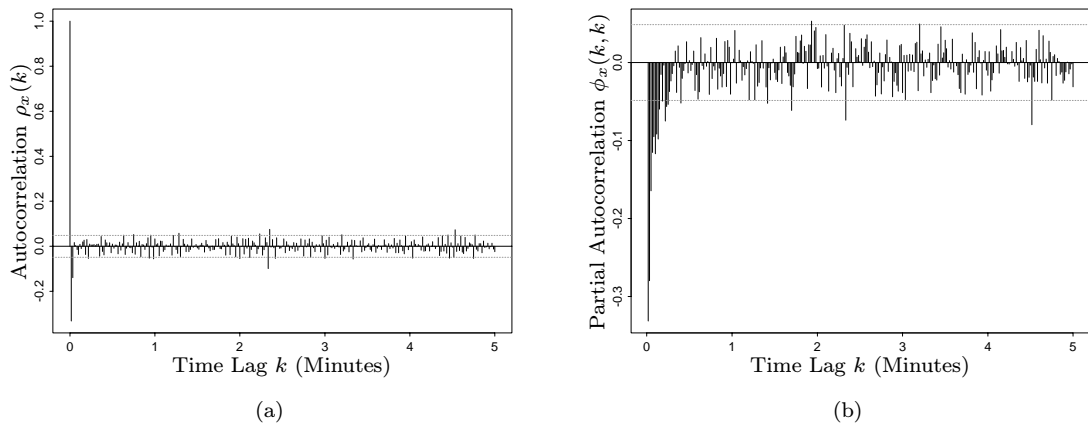 1.0
0.8
0.6
0.4
0.2
0.0
-0.2
Autocorrelation ρₓ(k)
0 1 2 3 4 5
Time Lag k (Minutes)
(a)
0.0
-0.1
-0.2
-0.3
Partial Autocorrelation ϕₓ(k, k)
0 1 2 3 4 5
Time Lag k (Minutes)
(b)